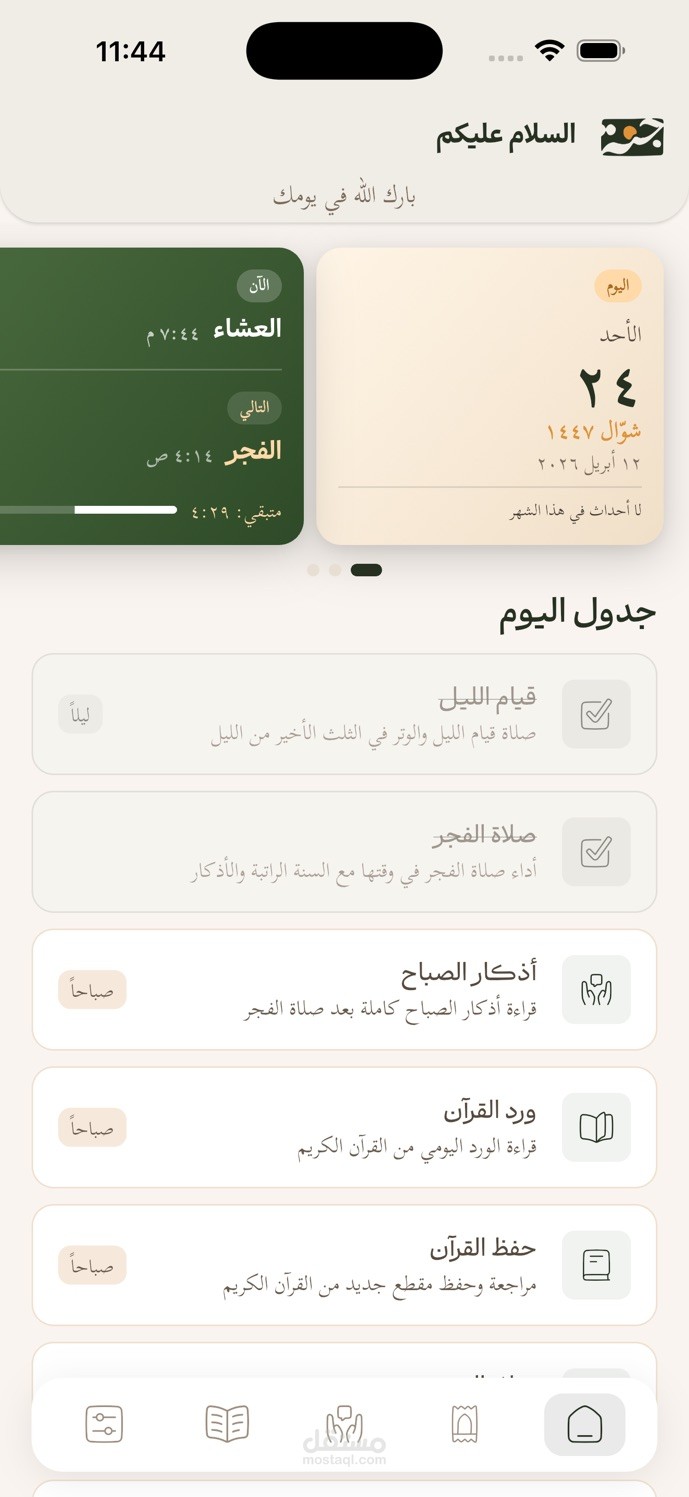 11:44
جنة
السلام عليكم
بارك الله في يومك
اليوم
الأحد
٢٤
شوّال ١٤٤٧
١٢ أبريل ٢٠٢٦
لا أحداث في هذا الشهر
الآن
العشاء ٧:٤٤ م
التالي
الفجر ٤:١٤ ص
متبقي: ٤:٢٩
جدول اليوم
قيام الليل
صلاة قيام الليل والوتر في الثلث الأخير من الليل
ليلاً
صلاة الفجر
أداء صلاة الفجر في وقتها مع السنة الراتبة والأذكار
أذكار الصباح
قراءة أذكار الصباح كاملة بعد صلاة الفجر
صباحاً
ورد القرآن
قراءة الورد اليومي من القرآن الكريم
صباحاً
حفظ القرآن
مراجعة وحفظ مقطع جديد من القرآن الكريم
صباحاً
مستقل
mostaql.com